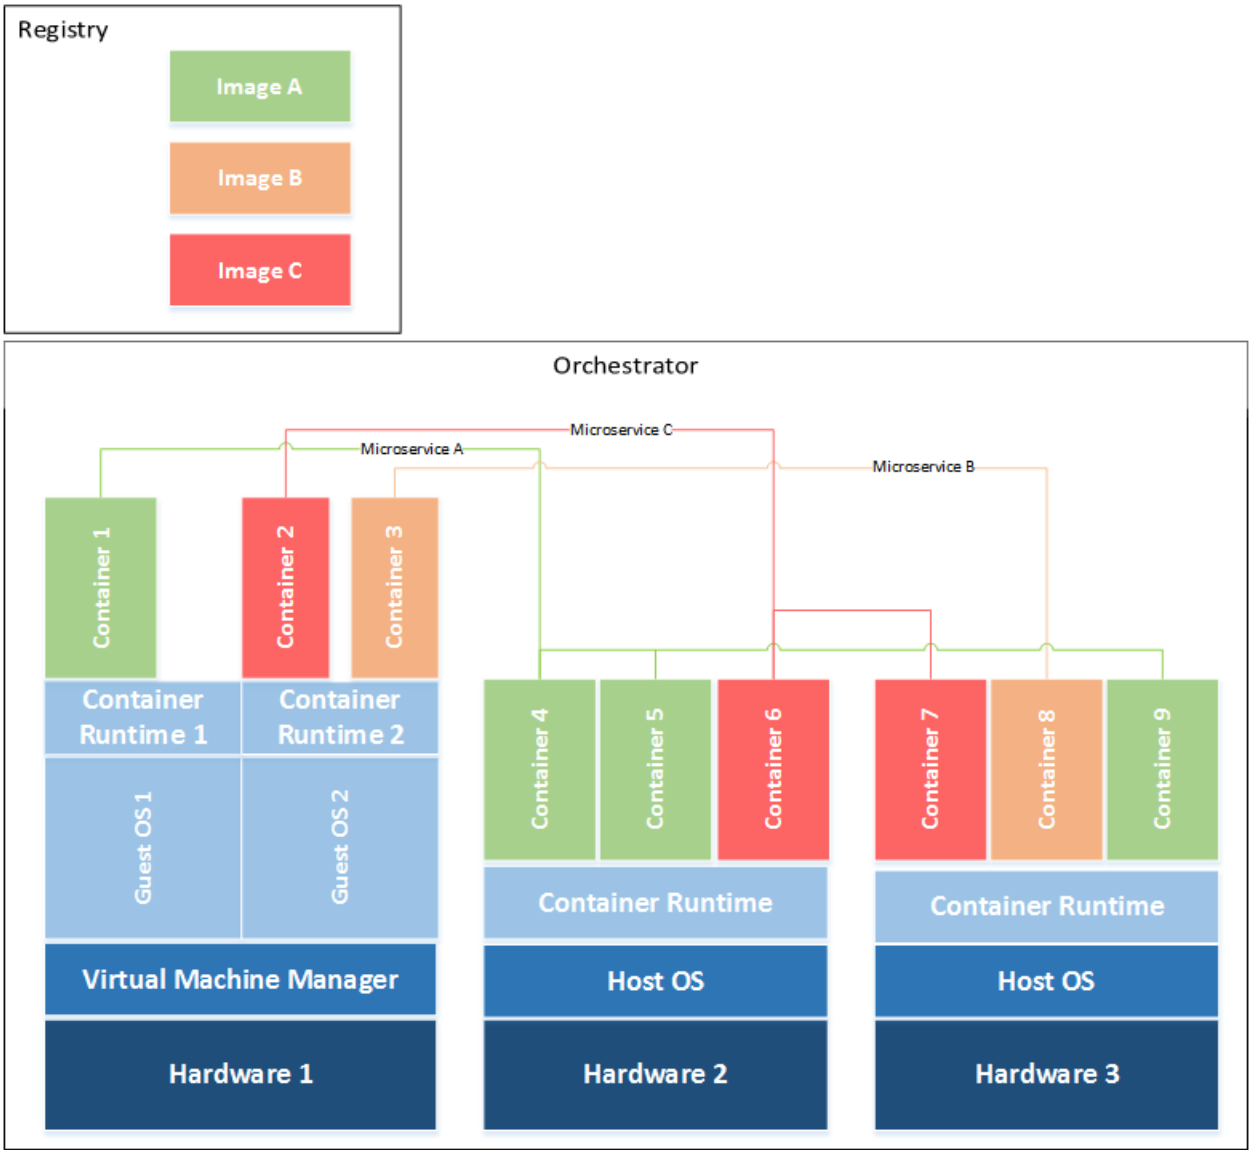 Registry
Image A
Image B
Image C
Orchestrator
Microservice C
Microservice A
Microservice B
Container 1
Container 2
Container 3
Container
Runtime 1
Container
Runtime 2
Guest OS 1
Guest OS 2
Virtual Machine Manager
Hardware 1
Container 4
Container 5
Container 6
Container Runtime
Host OS
Hardware 2
Container 7
Container 8
Container 9
Container Runtime
Host OS
Hardware 3